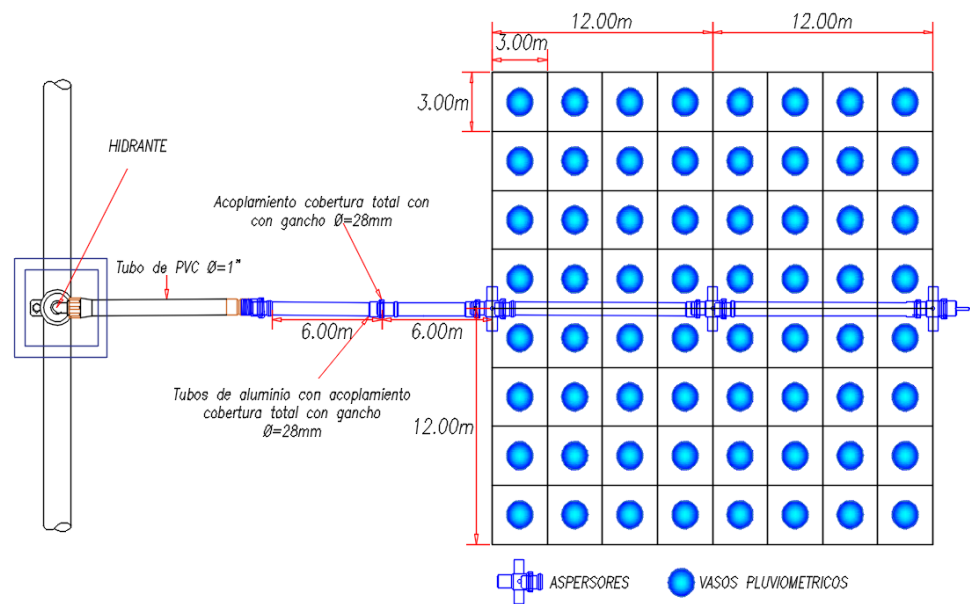 12.00m
12.00m
3.00m
3.00m
HIDRANTE
Acoplamiento cobertura total con
con gancho Ø=28mm
Tubo de PVC Ø=1"
6.00m
6.00m
Tubos de aluminio con acoplamiento
cobertura total con gancho
Ø=28mm
12.00m
ASPERSORES
VASOS PLUVIOMETRICOS